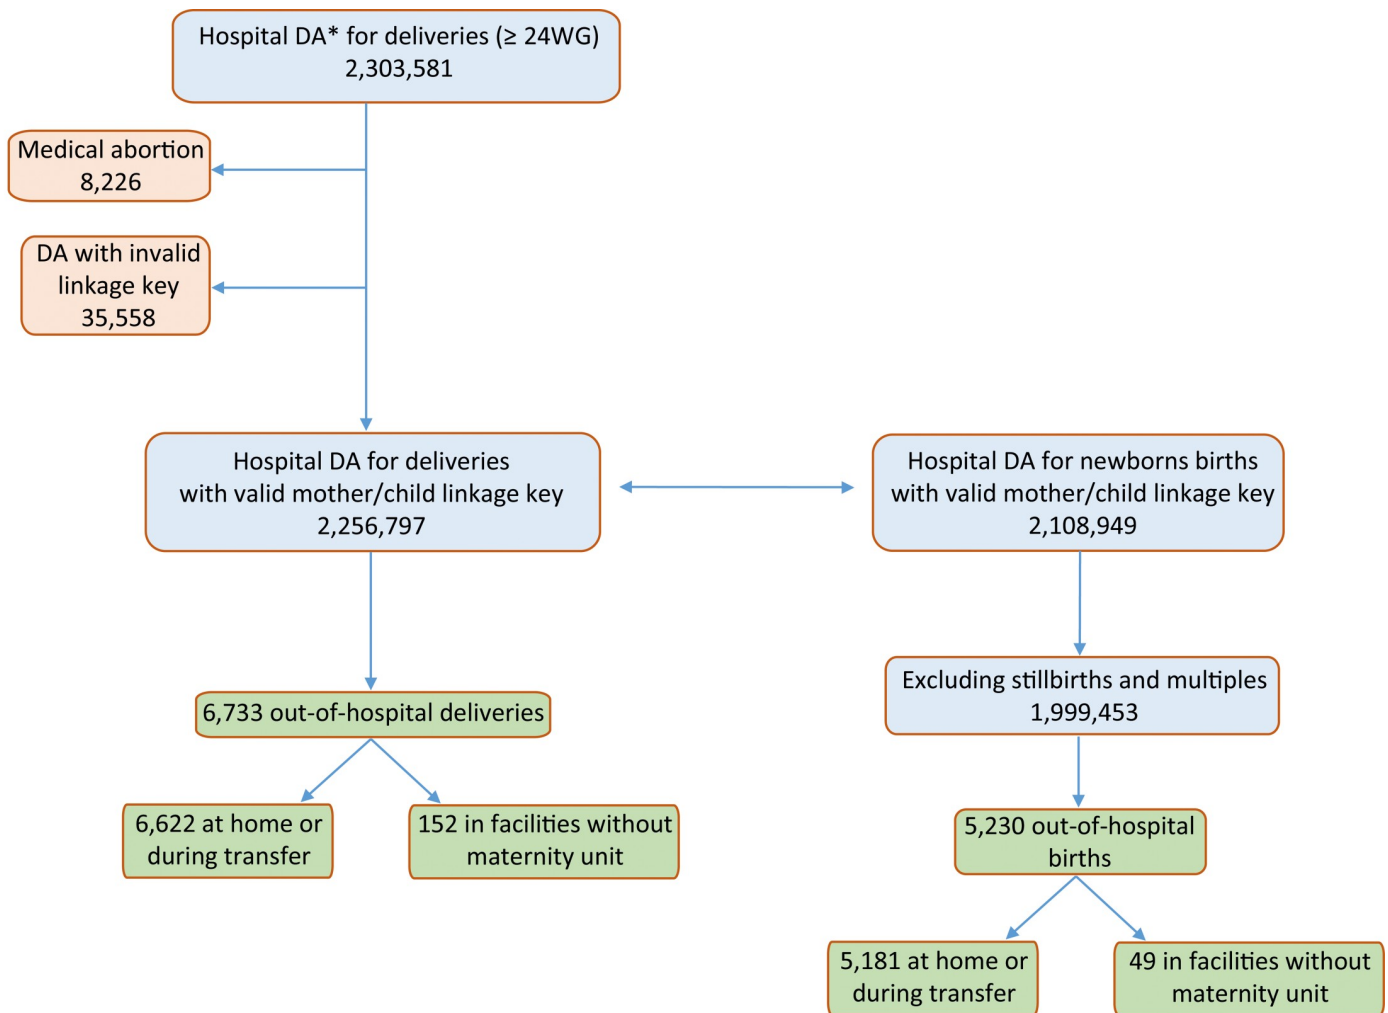 Hospital DA* for deliveries (≥ 24WG)
2,303,581
Medical abortion
8,226
DA with invalid
linkage key
35,558
Hospital DA for deliveries
with valid mother/child linkage key
2,256,797
Hospital DA for newborns births
with valid mother/child linkage key
2,108,949
Excluding stillbirths and multiples
1,999,453
6,733 out-of-hospital deliveries
6,622 at home or
during transfer
152 in facilities without
maternity unit
5,230 out-of-hospital
births
5,181 at home or
during transfer
49 in facilities without
maternity unit